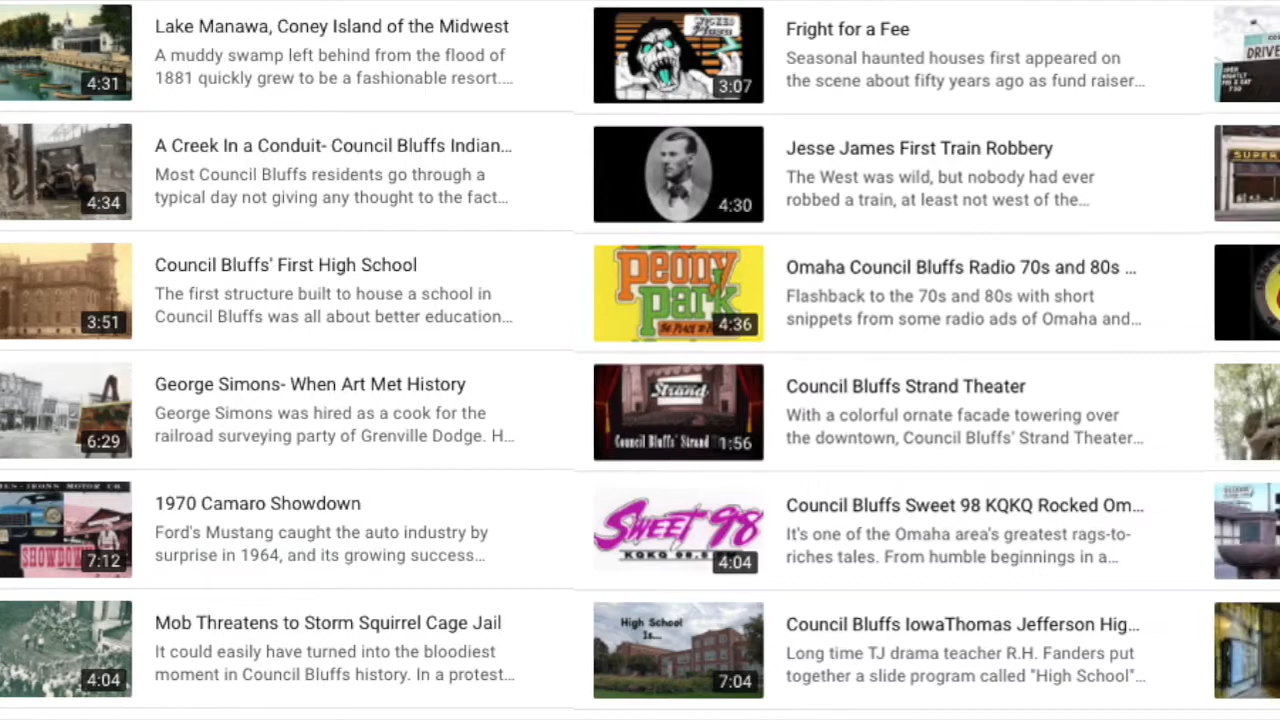 4:31
Lake Manawa, Coney Island of the Midwest
A muddy swamp left behind from the flood of
1881 quickly grew to be a fashionable resort....
4:34
A Creek In a Conduit- Council Bluffs Indian...
Most Council Bluffs residents go through a
typical day not giving any thought to the fact...
3:51
Council Bluffs' First High School
The first structure built to house a school in
Council Bluffs was all about better education...
6:29
George Simons- When Art Met History
George Simons was hired as a cook for the
railroad surveying party of Grenville Dodge. H...
MOTOR CO.
SHOWDOW
7:12
1970 Camaro Showdown
Ford's Mustang caught the auto industry by
surprise in 1964, and its growing success...
4:04
Mob Threatens to Storm Squirrel Cage Jail
It could easily have turned into the bloodiest
moment in Council Bluffs history. In a protest...
3:07
Fright for a Fee
Seasonal haunted houses first appeared on
the scene about fifty years ago as fund raiser...
4:30
Jesse James First Train Robbery
The West was wild, but nobody had ever
robbed a train, at least not west of the...
peony
park
4:36
Omaha Council Bluffs Radio 70s and 80s ...
Flashback to the 70s and 80s with short
snippets from some radio ads of Omaha and...
Strand
Council Bluffs' Strand
1:56
Council Bluffs Strand Theater
With a colorful ornate facade towering over
the downtown, Council Bluffs' Strand Theater...
SWEET 98
KQKQ 98.5
4:04
Council Bluffs Sweet 98 KQKQ Rocked Om...
It's one of the Omaha area's greatest rags-to-
riches tales. From humble beginnings in a...
High School
Is...
7:04
Council Bluffs IowaThomas Jefferson Hig...
Long time TJ drama teacher R.H. Fanders put
together a slide program called "High School"...
DRIVE
OPEN
SUPER